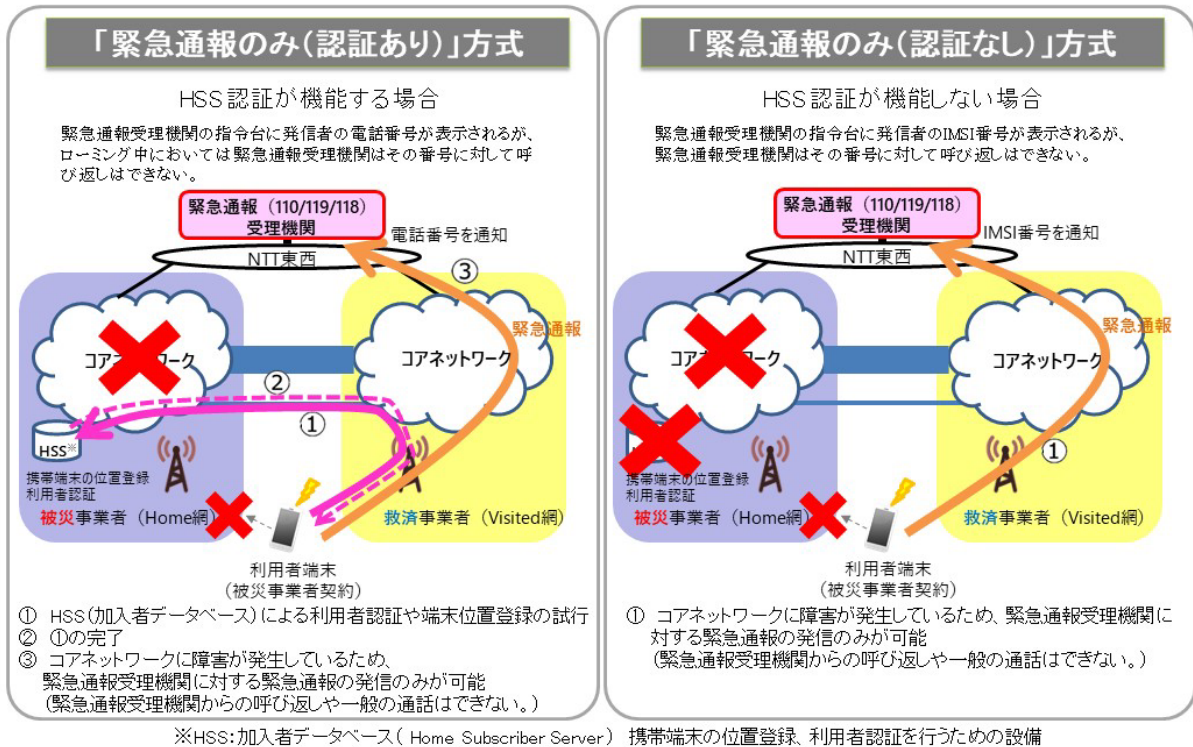 「緊急通報のみ（認証あり）」方式
HSS認証が機能する場合
緊急通報受理機関の指令台に発信者の電話番号が表示されるが、
ローミング中においては緊急通報受理機関はその番号に対して呼
び返しはできない。
緊急通報（110/119/118）
受理機関
電話番号を通知
NTT東西
③
緊急通報
コアネットワーク
コアネットワーク
②
①
HSS※
携帯端末の位置登録
利用者認証
被災事業者（Home網）
救済事業者（Visited網）
利用者端末
（被災事業者契約）
① HSS(加入者データベース)による利用者認証や端末位置登録の試行
② ①の完了
③ コアネットワークに障害が発生しているため、
緊急通報受理機関に対する緊急通報の発信のみが可能
（緊急通報受理機関からの呼び返しや一般の通話はできない。）
「緊急通報のみ（認証なし）」方式
HSS認証が機能しない場合
緊急通報受理機関の指令台に発信者のIMSI番号が表示されるが、
緊急通報受理機関はその番号に対して呼び返しはできない。
緊急通報（110/119/118）
受理機関
IMSI番号を通知
NTT東西
緊急通報
コアネットワーク
コアネットワーク
①
携帯端末の位置登録
利用者認証
被災事業者（Home網）
救済事業者（Visited網）
利用者端末
（被災事業者契約）
① コアネットワークに障害が発生しているため、緊急通報受理機関に
対する緊急通報の発信のみが可能
（緊急通報受理機関からの呼び返しや一般の通話はできない。）
※HSS:加入者データベース( Home Subscriber Server） 携帯端末の位置登録、利用者認証を行うための設備